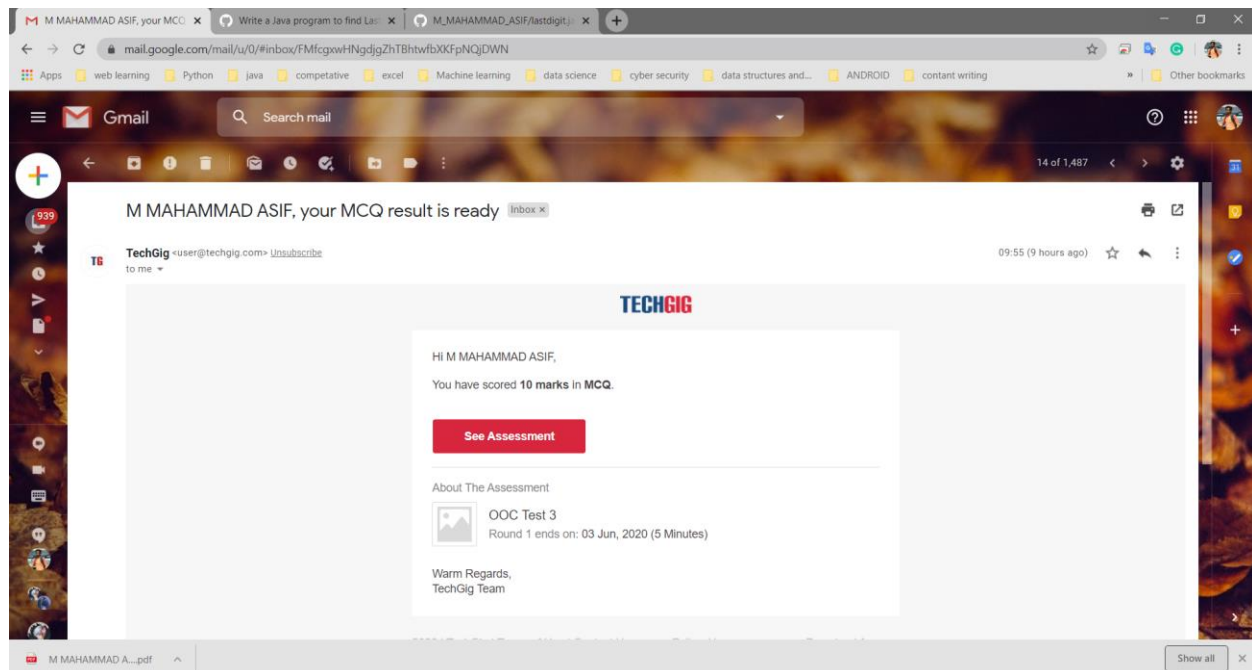 M MAHAMMAD ASIF, your MCQ
Write a Java program to find Las
M_MAHAMMAD_ASIF/lastdigit.ja
mail.google.com/mail/u/0/#inbox/FMfcgxwHNgdjgZhTBhtwfbXKFpNQjDWN
Apps web learning Python java competative excel Machine learning data science cyber security data structures and... ANDROID contant writing » Other bookmarks
Gmail
Search mail
14 of 1,487
31
939
M MAHAMMAD ASIF, your MCQ result is ready Inbox ×
TG TechGig <user@techgig.com> Unsubscribe 09:55 (9 hours ago)
to me
TECHGIG
Hi M MAHAMMAD ASIF,
You have scored 10 marks in MCQ.
See Assessment
About The Assessment
OOC Test 3
Round 1 ends on: 03 Jun, 2020 (5 Minutes)
Warm Regards,
TechGig Team
M MAHAMMAD A....pdf Show all